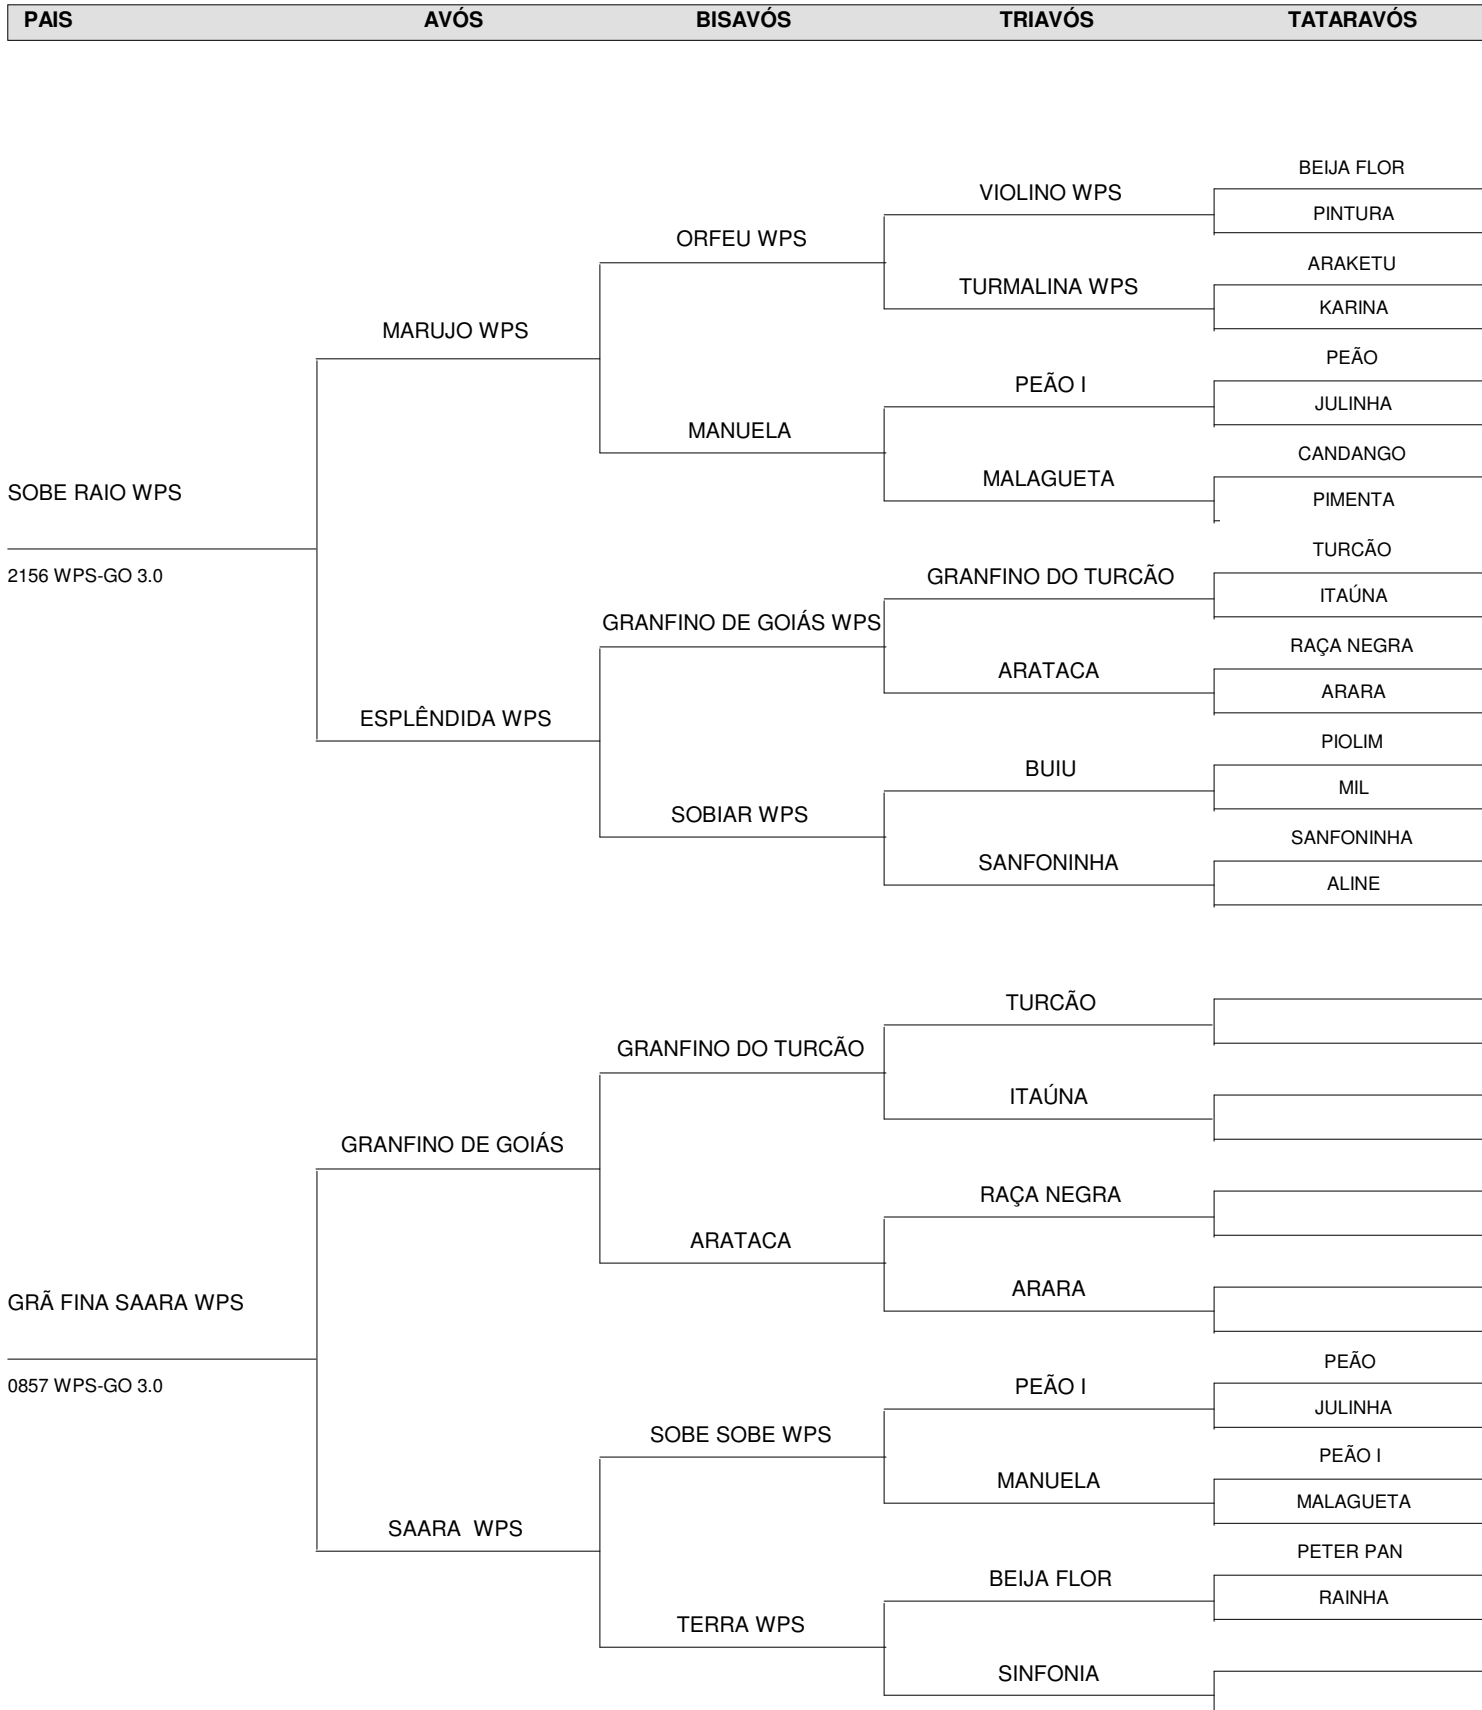 PAIS AVÓS BISAVÓS TRIAVÓS TATARAVÓS
BEIJA FLOR
VIOLINO WPS
PINTURA
ORFEU WPS
ARAKETU
TURMALINA WPS
KARINA
MARUJO WPS
PEÃO
PEÃO I
JULINHA
MANUELA
CANDANGO
MALAGUETA
SOBE RAIO WPS
PIMENTA
TURCÃO
2156 WPS-GO 3.0
GRANFINO DO TURCÃO
ITAÚNA
GRANFINO DE GOIÁS WPS
RAÇA NEGRA
ARATACA
ARARA
ESPLÊNDIDA WPS
PIOLIM
BUIU
MIL
SOBIAR WPS
SANFONINHA
SANFONINHA
ALINE
TURCÃO
GRANFINO DO TURCÃO
ITAÚNA
GRANFINO DE GOIÁS
RAÇA NEGRA
ARATACA
ARARA
GRÃ FINA SAARA WPS
PEÃO
0857 WPS-GO 3.0
PEÃO I
JULINHA
SOBE SOBE WPS
PEÃO I
MANUELA
MALAGUETA
SAARA WPS
PETER PAN
BEIJA FLOR
RAINHA
TERRA WPS
SINFONIA